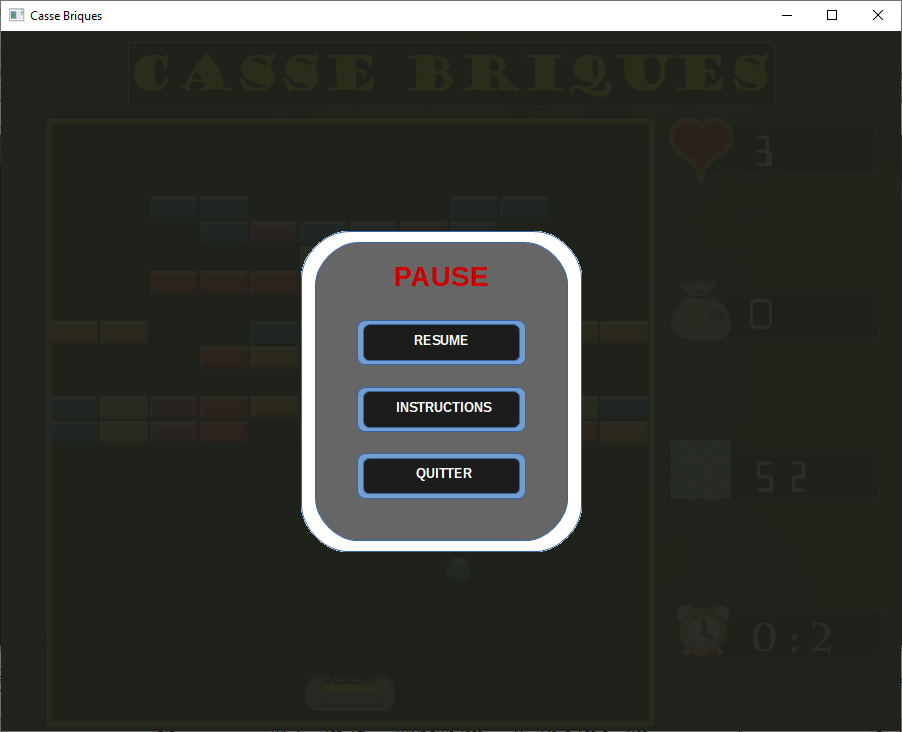 Casse Briques
CASSE BRIQUES
3
PAUSE
0
RESUME
INSTRUCTIONS
QUITTER
52
0 : 2